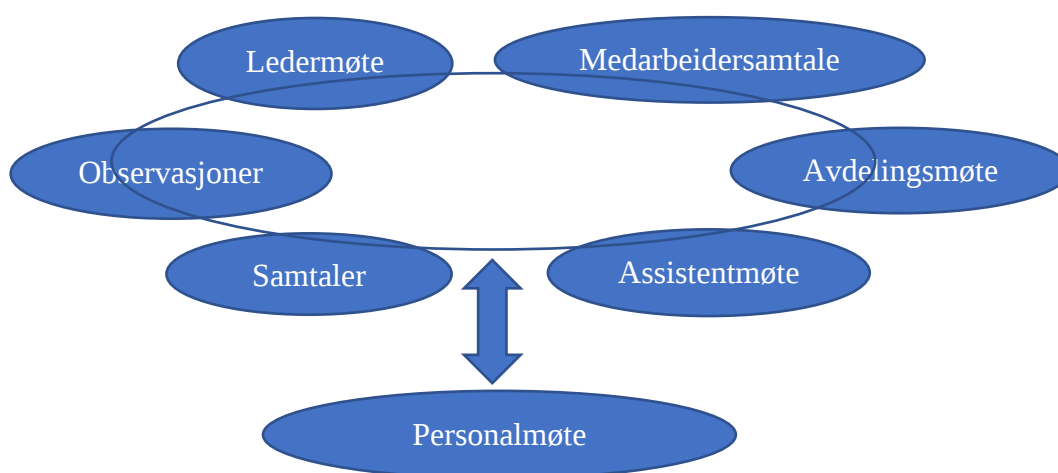 Ledermøte
Medarbeidersamtale
Observasjoner
Avdelingsmøte
Samtaler
Assistentmøte
Personalmøte